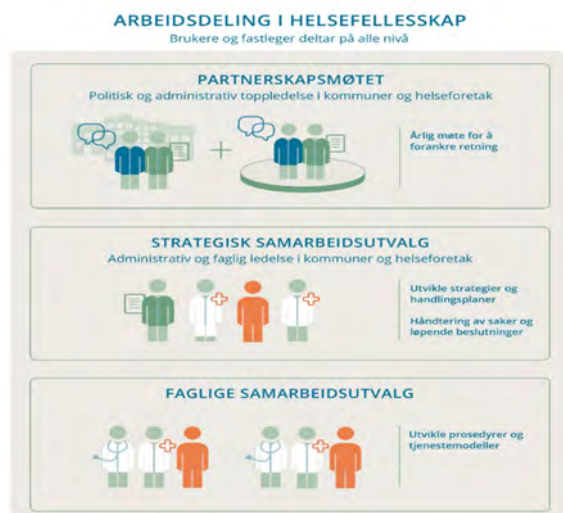 ARBEIDSDELING I HELSEFELLESSKAP
Brukere og fastleger deltar på alle nivå
PARTNERSKAPSMØTET
Politisk og administrativ toppledelse i kommuner og helseforetak
Årlig møte for å
forankre retning
STRATEGISK SAMARBEIDSUTVALG
Administrativ og faglig ledelse i kommuner og helseforetak
Utvikle strategier og
handlingsplaner
Håndtering av saker og
løpende beslutninger
FAGLIGE SAMARBEIDSUTVALG
Utvikle prosedyrer og
tjenestemodeller